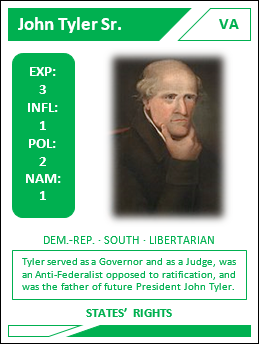 John Tyler Sr.
VA
EXP:
3
INFL:
1
POL:
2
NAM:
1
DEM.-REP. · SOUTH · LIBERTARIAN
Tyler served as a Governor and as a Judge, was
an Anti-Federalist opposed to ratification, and
was the father of future President John Tyler.
STATES’ RIGHTS